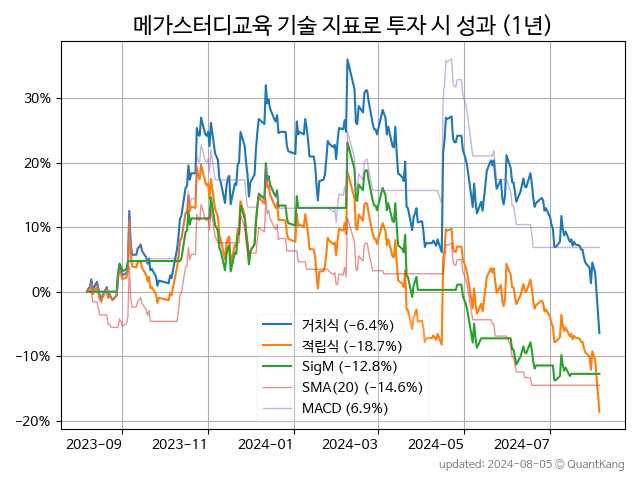 메가스터디교육 기술 지표로 투자 시 성과 (1년)
30%
20%
10%
0%
−10%
−20%
거치식 (−6.4%)
적립식 (−18.7%)
SigM (−12.8%)
SMA(20) (−14.6%)
MACD (6.9%)
2023-09
2023-11
2024-01
2024-03
2024-05
2024-07
updated: 2024-08-05 ⓒ QuantKang